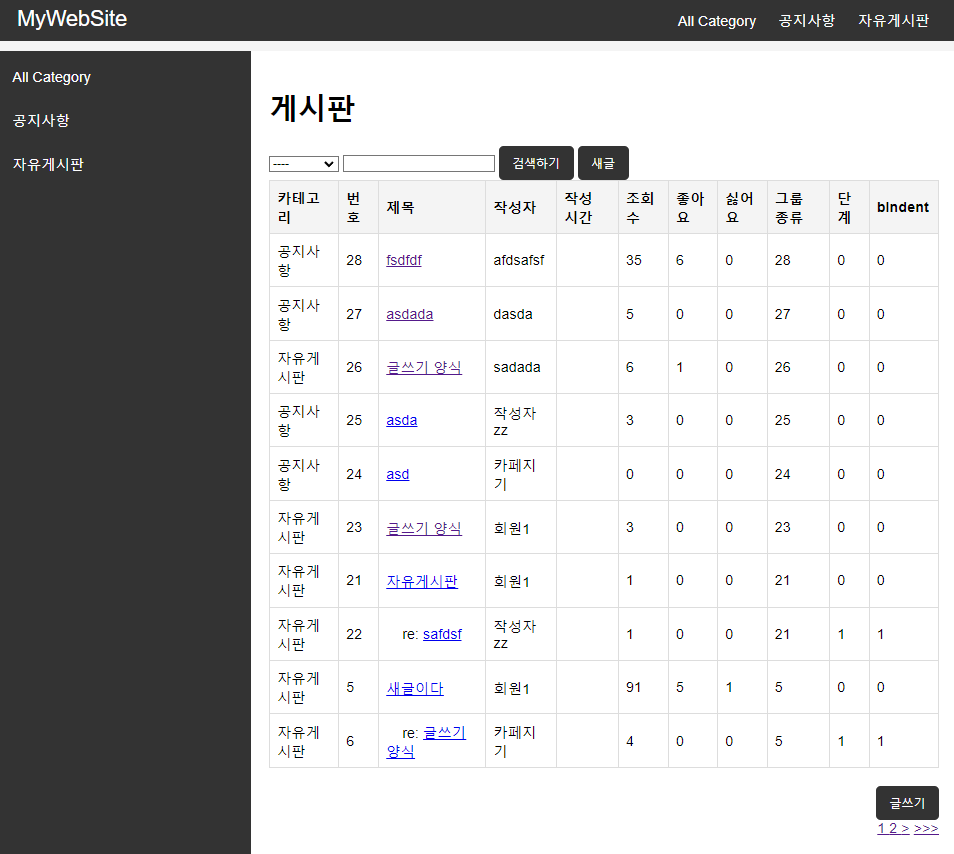 MyWebSite
All Category 공지사항 자유게시판
All Category
공지사항
자유게시판
게시판
---- 검색하기 새글
카테고리 번호 제목 작성자 작성시간 조회수 좋아요 싫어요 그룹종류 단계 bindent
공지사항 28 fsdfdf afdsafsf 35 6 0 28 0 0
공지사항 27 asdada dasda 5 0 0 27 0 0
자유게시판 26 글쓰기 양식 sadada 6 1 0 26 0 0
공지사항 25 asda 작성자zz 3 0 0 25 0 0
공지사항 24 asd 카페지기 0 0 0 24 0 0
자유게시판 23 글쓰기 양식 회원1 3 0 0 23 0 0
자유게시판 21 자유게시판 회원1 1 0 0 21 0 0
자유게시판 22 re: safdsf 작성자zz 1 0 0 21 1 1
자유게시판 5 새글이다 회원1 91 5 1 5 0 0
자유게시판 6 re: 글쓰기 양식 카페지기 4 0 0 5 1 1
글쓰기
1 2 > >>>